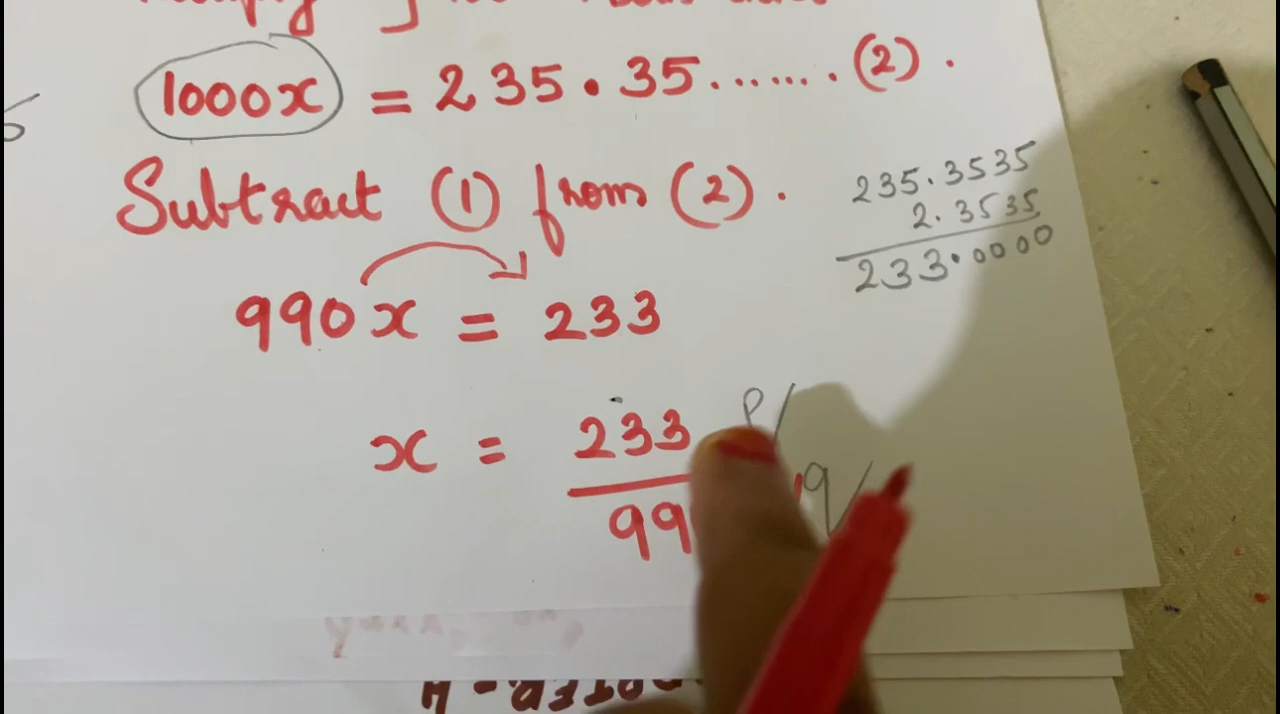 1000x = 235.35....... (2).
Subtract (1) from (2).
235.3535
2.3535
233.0000
990x = 233
x = 233
99
P/
q/